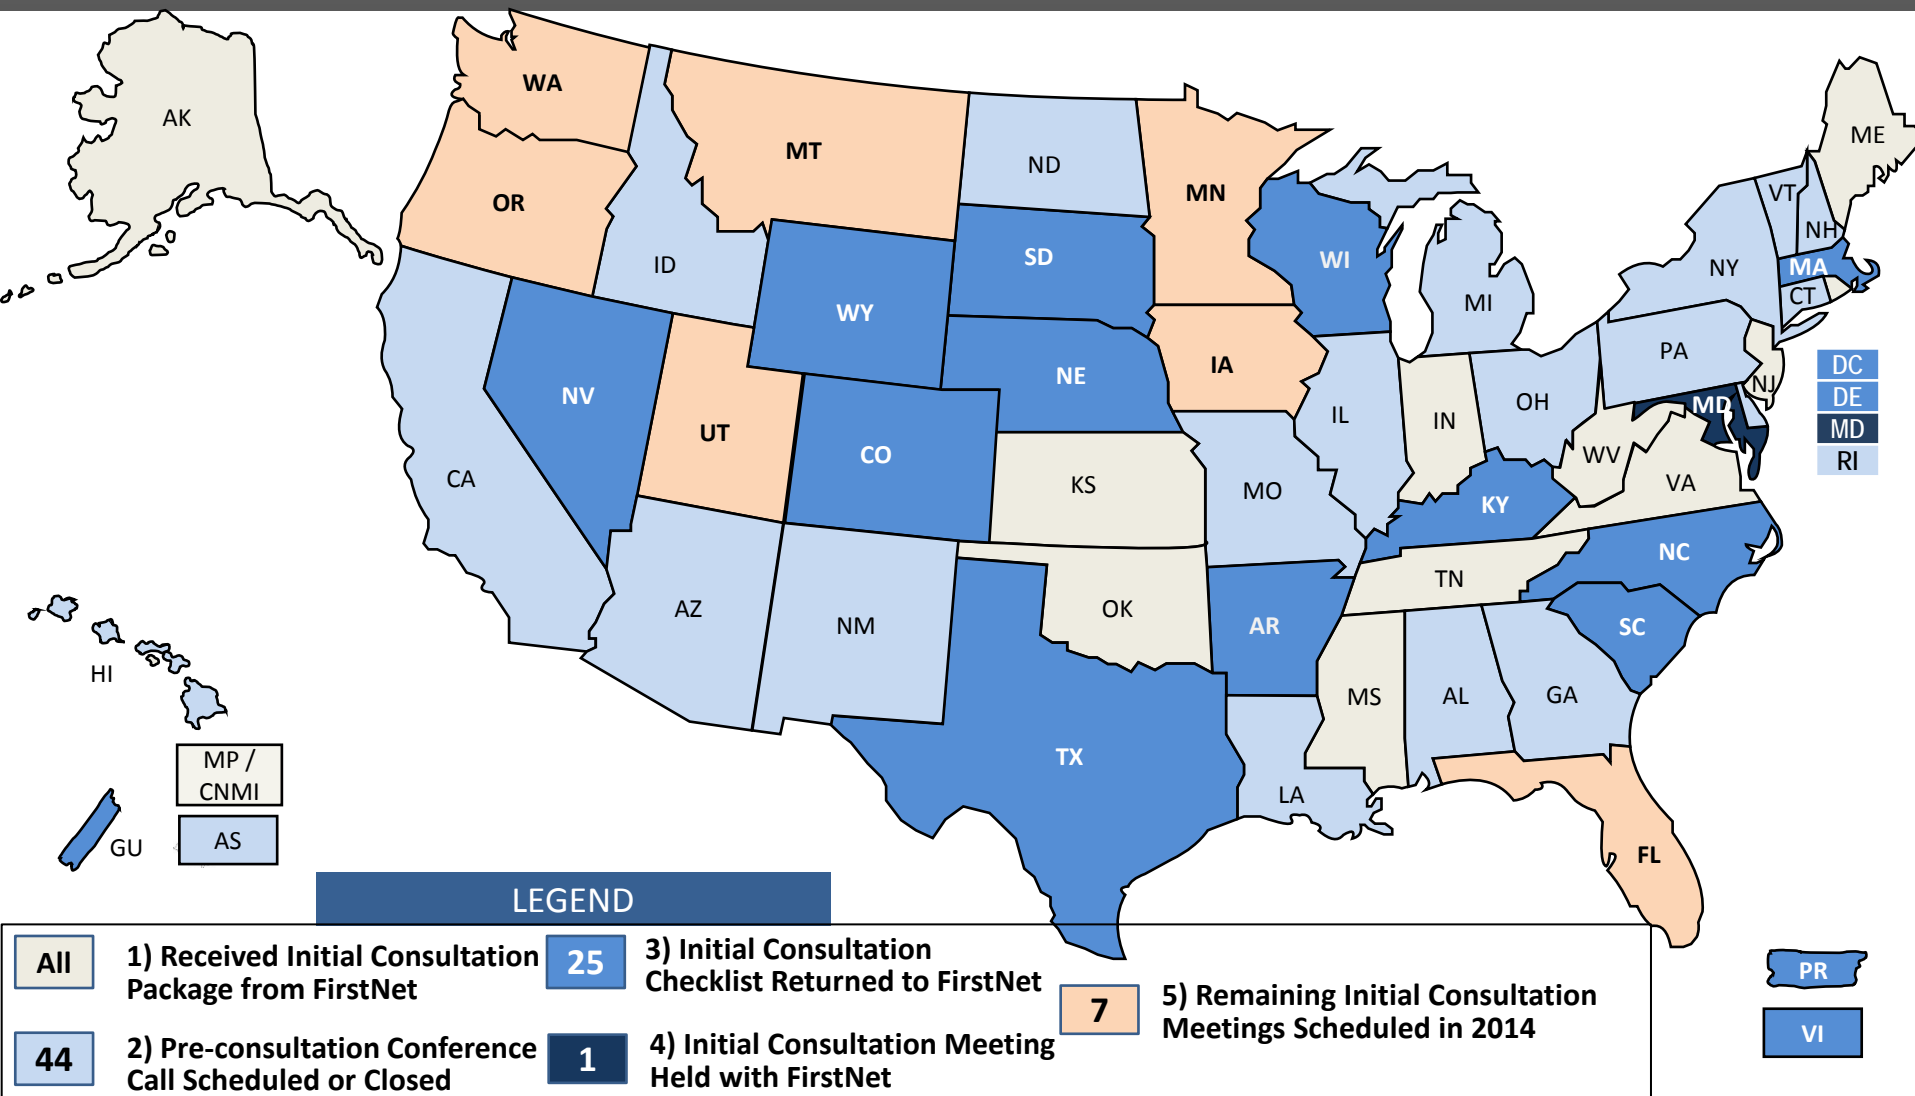 AK
WA
MT
ND
MN
ME
OR
ID
SD
WI
VT
NH
NY
MA
CT
MI
WY
NV
UT
NE
IA
PA
NJ
DC
DE
MD
RI
MD
CO
IL
IN
OH
WV
VA
KY
CA
KS
MO
NC
TN
AZ
NM
OK
AR
SC
HI
MS
AL
GA
TX
LA
FL
MP /
CNMI
GU
AS
LEGEND
All
1) Received Initial Consultation
Package from FirstNet
44
2) Pre-consultation Conference
Call Scheduled or Closed
25
3) Initial Consultation
Checklist Returned to FirstNet
1
4) Initial Consultation Meeting
Held with FirstNet
7
5) Remaining Initial Consultation
Meetings Scheduled in 2014
PR
VI